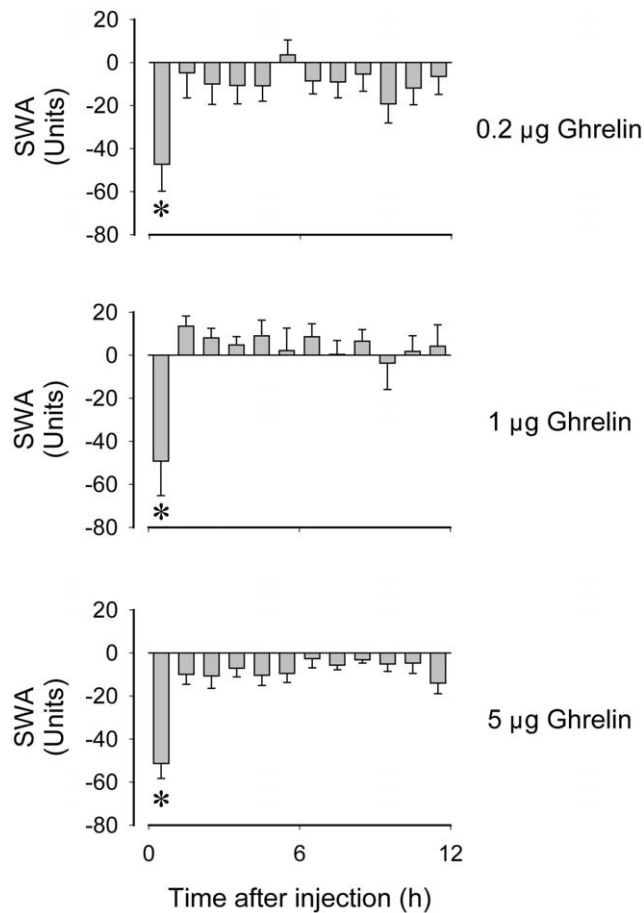 20
0
-20
-40
-60
-80
SWA
(Units)
*
0.2 µg Ghrelin
20
0
-20
-40
-60
-80
SWA
(Units)
*
1 µg Ghrelin
20
0
-20
-40
-60
-80
SWA
(Units)
*
5 µg Ghrelin
0 6 12
Time after injection (h)